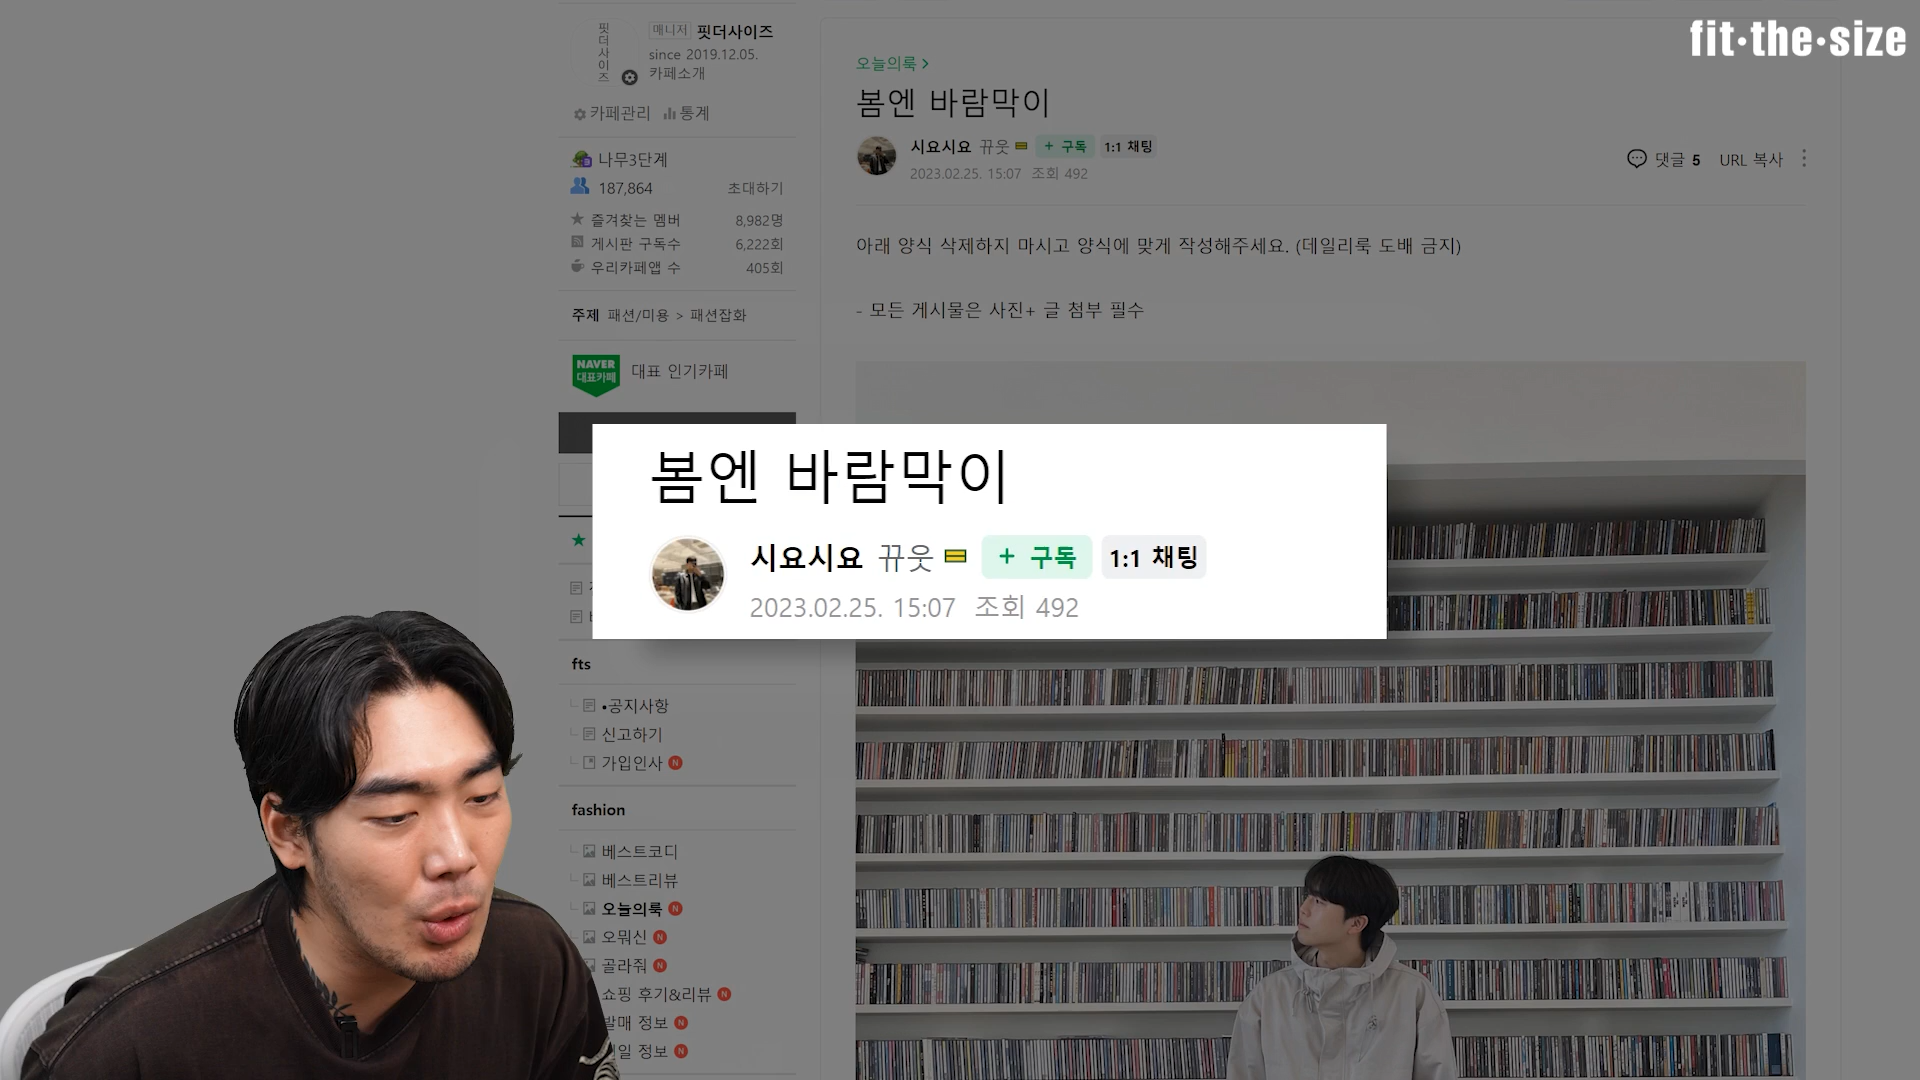 fit·the·size
핏더사이즈
매니저 핏더사이즈
since 2019.12.05.
카페소개
카페관리 통계
나무3단계
187,864 초대하기
즐겨찾는 멤버 8,982명
게시판 구독수 6,222회
우리카페앱 수 405회
주제 패션/미용 > 패션잡화
NAVER
대표카페
대표 인기카페
fts
•공지사항
신고하기
가입인사 N
fashion
베스트코디
베스트리뷰
오늘의룩 N
오뭐신 N
골라줘 N
쇼핑 후기&리뷰 N
발매 정보 N
일 정보 N
오늘의룩 >
봄엔 바람막이
시요시요 뀨웃 + 구독 1:1 채팅
2023.02.25. 15:07 조회 492
댓글 5 URL 복사
아래 양식 삭제하지 마시고 양식에 맞게 작성해주세요. (데일리룩 도배 금지)
- 모든 게시물은 사진+ 글 첨부 필수
봄엔 바람막이
시요시요 뀨웃 + 구독 1:1 채팅
2023.02.25. 15:07 조회 492